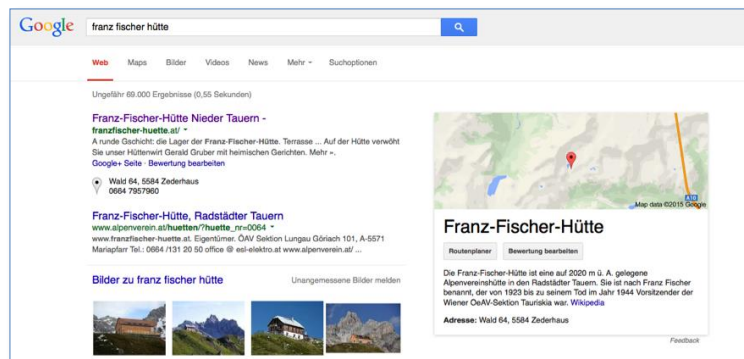 Google
franz fischer hütte
Web Maps Bilder Videos News Mehr Suchoptionen
Ungefähr 69.000 Ergebnisse (0,55 Sekunden)
Franz-Fischer-Hütte Nieder Tauern -
franzfischer-huette.at/
A runde Gschicht: die Lager der Franz-Fischer-Hütte. Terrasse ... Auf der Hütte verwöht
Sie unser Hüttenwirt Gerald Gruber mit heimischen Gerichten. Mehr ».
Google+ Seite · Bewertung bearbeiten
Wald 64, 5584 Zederhaus
0664 7957960
Franz-Fischer-Hütte, Radstädter Tauern
www.alpenverein.at/huetten/?huette_nr=0064
www.franzfischer-huette.at. Eigentümer. ÖAV Sektion Lungau Göriach 101, A-5571
Mariapfarr Tel.: 0664 /131 20 50 office @ esl-elektro.at www.alpenverein.at/ ...
Bilder zu franz fischer hütte
Unangemessene Bilder melden
A10
Map data ©2015 Google
Franz-Fischer-Hütte
Routenplaner Bewertung bearbeiten
Die Franz-Fischer-Hütte ist eine auf 2020 m ü. A. gelegene
Alpenvereinshütte in den Radstädter Tauern. Sie ist nach Franz Fischer
benannt, der von 1923 bis zu seinem Tod im Jahr 1944 Vorsitzender der
Wiener OeAV-Sektion Tauriskia war. Wikipedia
Adresse: Wald 64, 5584 Zederhaus
Feedback